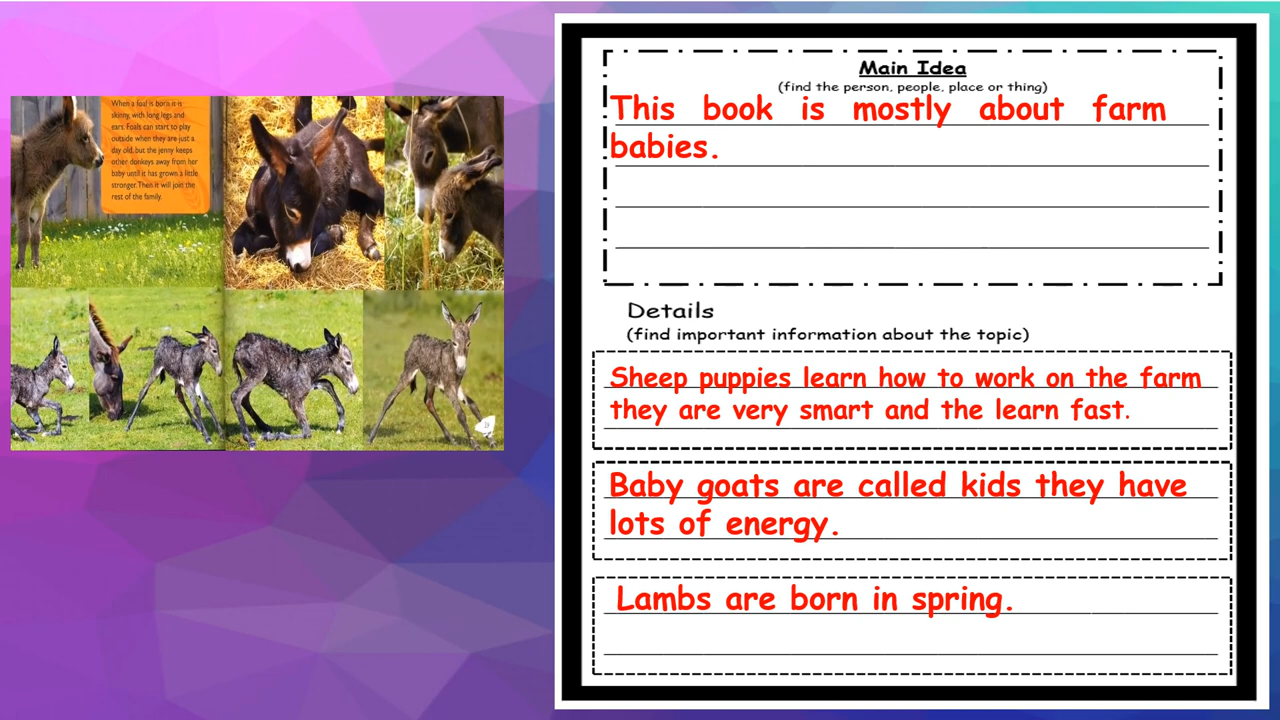 When a foal is born it is
skinny, with long legs and
ears. Foals can start to play
outside when they are just a
day old, but the jenny keeps
other donkeys away from her
baby until it has grown a little
stronger. Then it will join the
rest of the family.
Main Idea
(find the person, people, place or thing)
This book is mostly about farm
babies.
Details
(find important information about the topic)
Sheep puppies learn how to work on the farm
they are very smart and the learn fast.
Baby goats are called kids they have
lots of energy.
Lambs are born in spring.